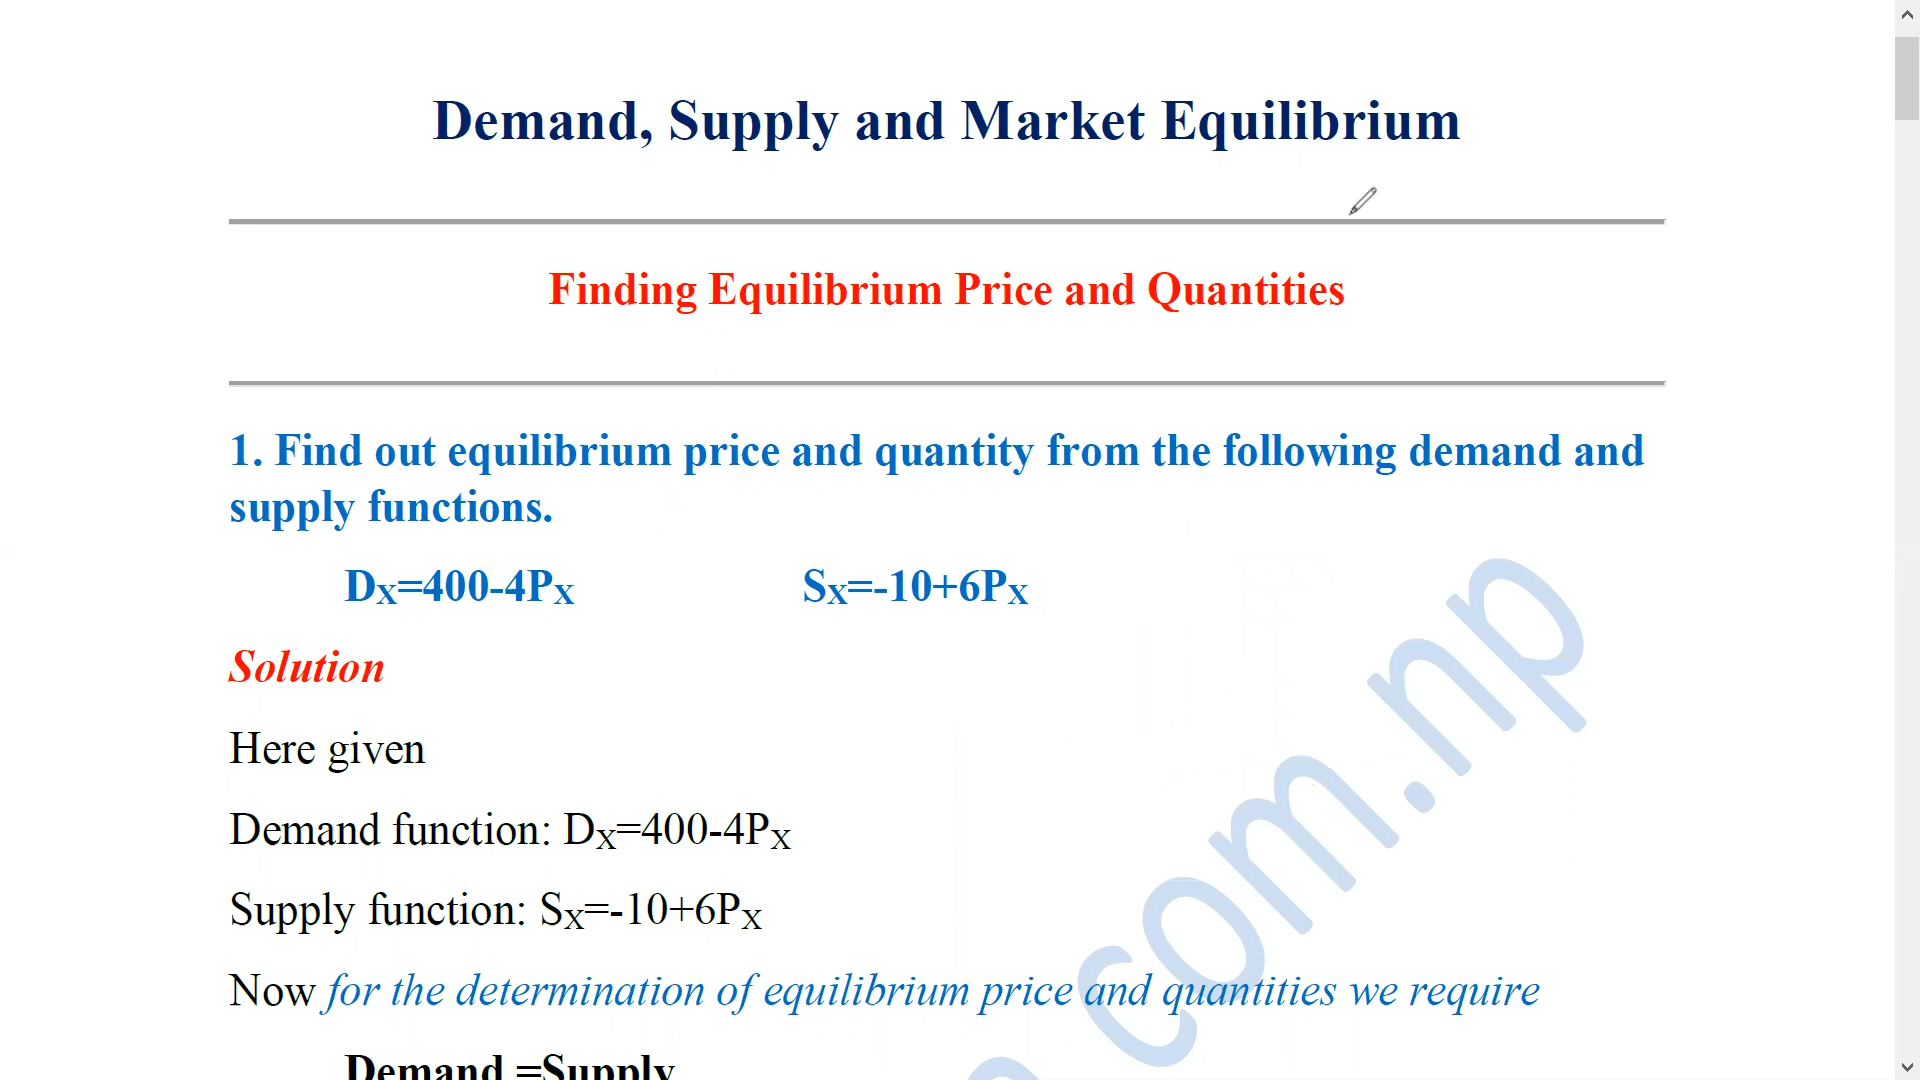 Demand, Supply and Market Equilibrium
Finding Equilibrium Price and Quantities
1. Find out equilibrium price and quantity from the following demand and
supply functions.
DX=400-4PX SX=-10+6PX
Solution
Here given
Demand function: DX=400-4PX
Supply function: SX=-10+6PX
Now for the determination of equilibrium price and quantities we require
Demand =Supply
com.np